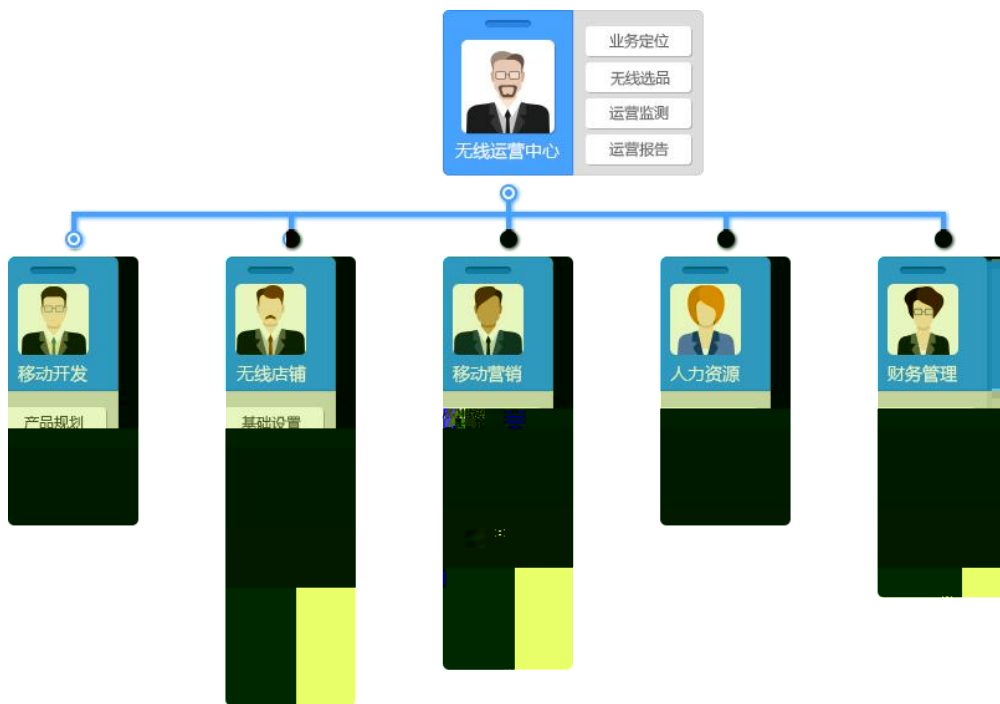 业务定位
无线选品
运营监测
运营报告
无线运营中心
移动开发
无线店铺
移动营销
人力资源
财务管理
产品规划
基础设置